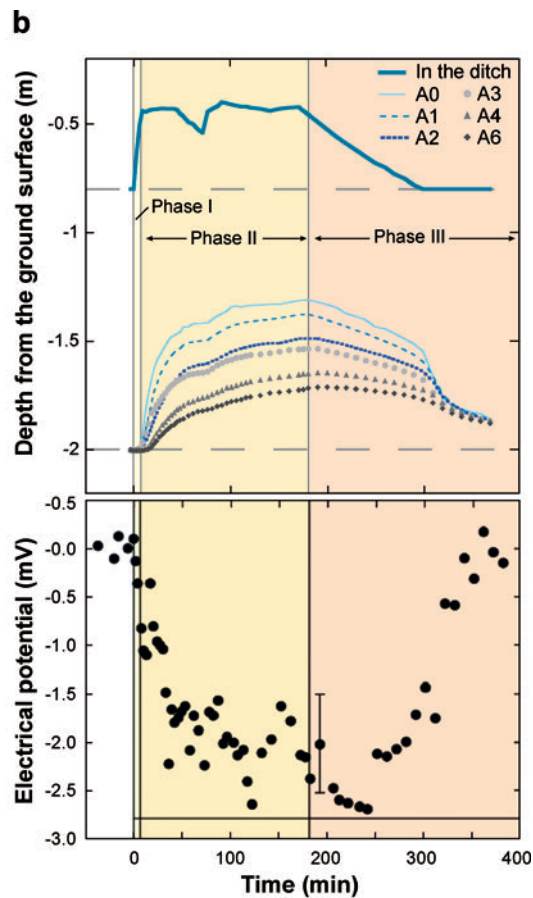 b
Depth from the ground surface (m)
-0.5
-1
-1.5
-2
In the ditch
A0
A1
A2
A3
A4
A6
Phase I
Phase II
Phase III
Electrical potential (mV)
-0.5
-0.0
-0.5
-1.0
-1.5
-2.0
-2.5
-3.0
0
100
200
300
400
Time (min)